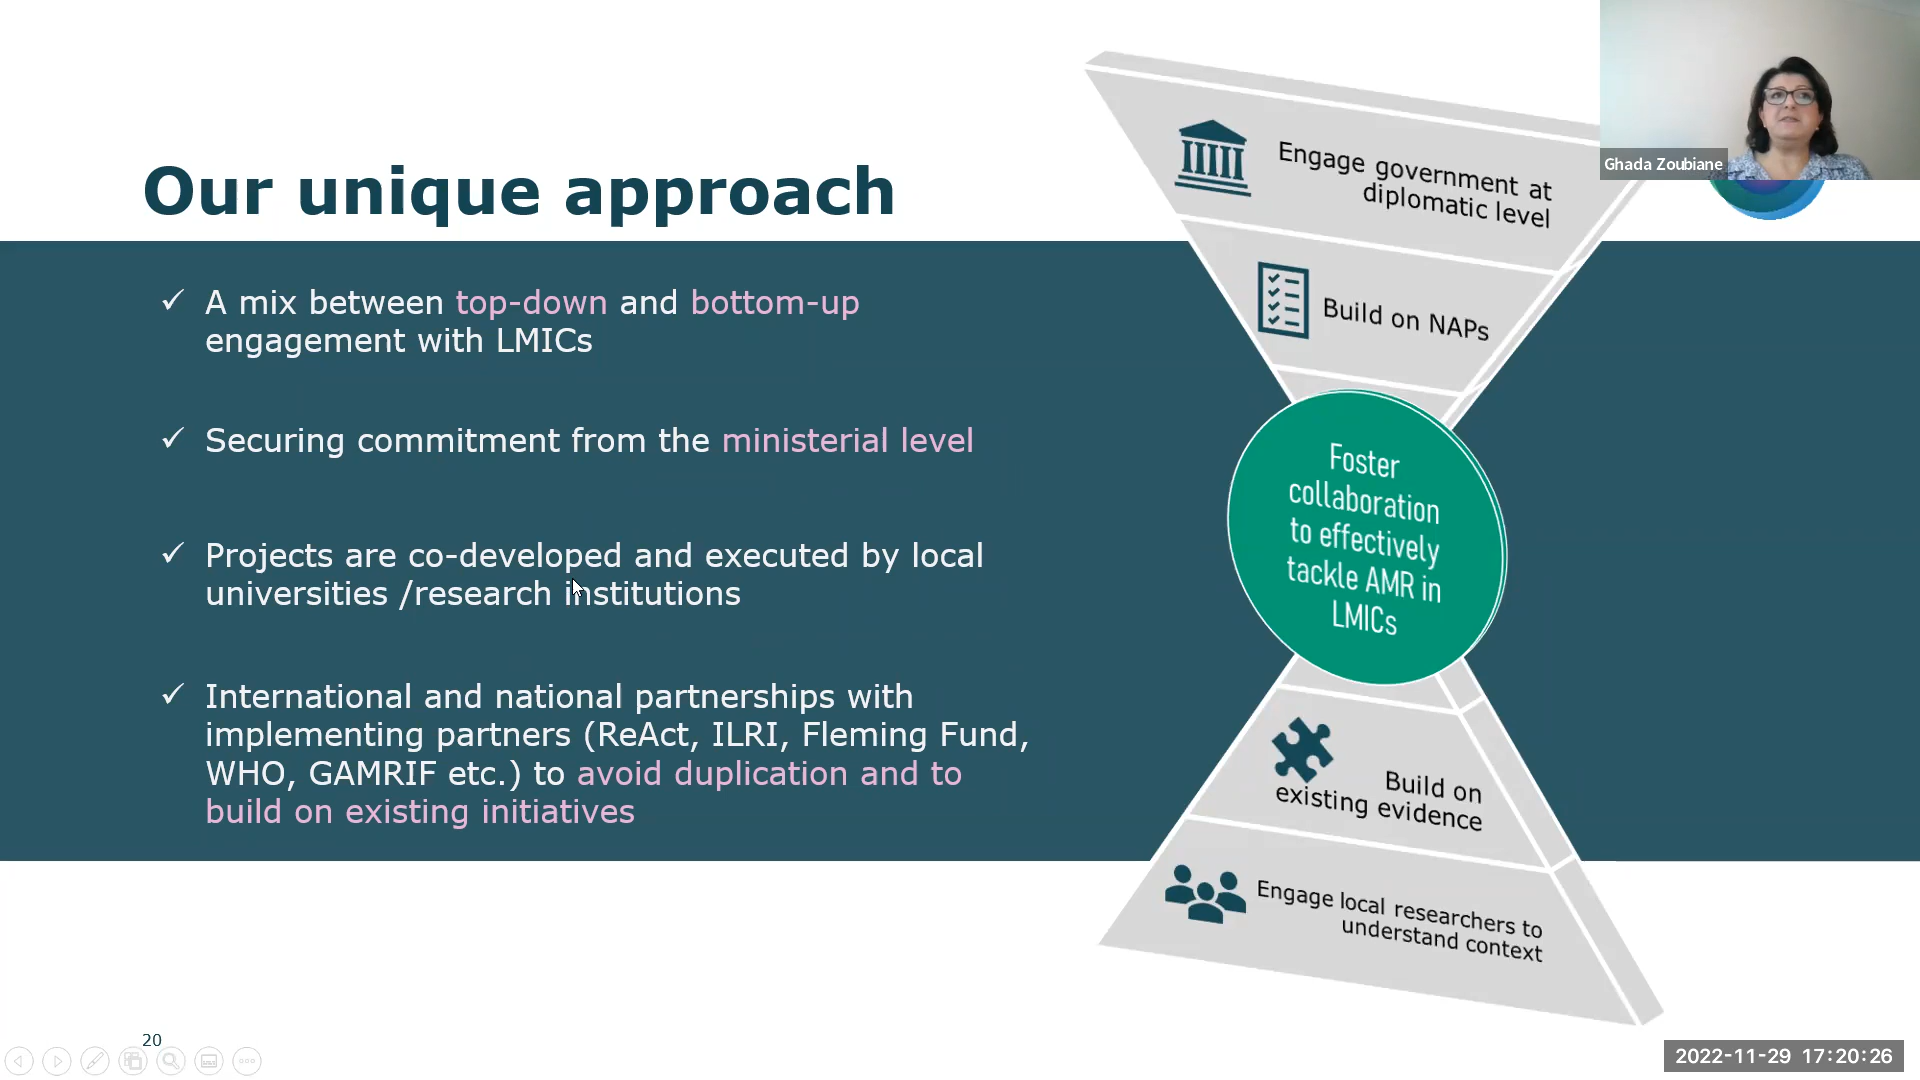 Our unique approach
✓ A mix between top-down and bottom-up
engagement with LMICs
✓ Securing commitment from the ministerial level
✓ Projects are co-developed and executed by local
universities /research institutions
✓ International and national partnerships with
implementing partners (ReAct, ILRI, Fleming Fund,
WHO, GAMRIF etc.) to avoid duplication and to
build on existing initiatives
Engage government at
diplomatic level
Build on NAPs
Foster
collaboration
to effectively
tackle AMR in
LMICs
Build on
existing evidence
Engage local researchers to
understand context
Ghada Zoubiane
20
2022-11-29 17:20:26